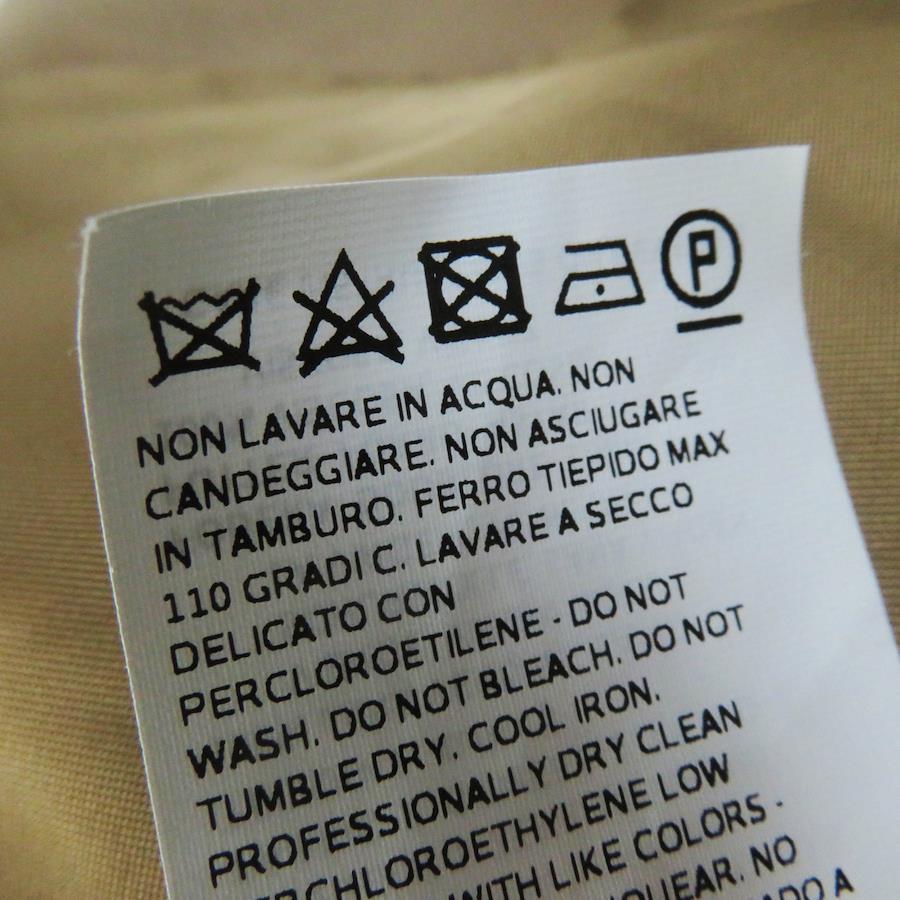 P
NON LAVARE IN ACQUA. NON
CANDEGGIARE. NON ASCIUGARE
IN TAMBURO. FERRO TIEPIDO MAX
110 GRADI C. LAVARE A SECCO
DELICATO CON
PERCLOROETILENE - DO NOT
WASH. DO NOT BLEACH. DO NOT
TUMBLE DRY. COOL IRON.
PROFESSIONALLY DRY CLEAN
PERCHLOROETHYLENE LOW
WITH LIKE COLORS -
NO
A